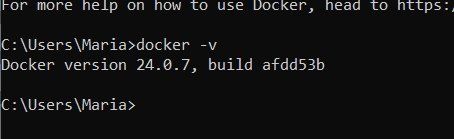 For more help on how to use Docker, head to https:/
C:\Users\Maria>docker -v
Docker version 24.0.7, build afdd53b
C:\Users\Maria>